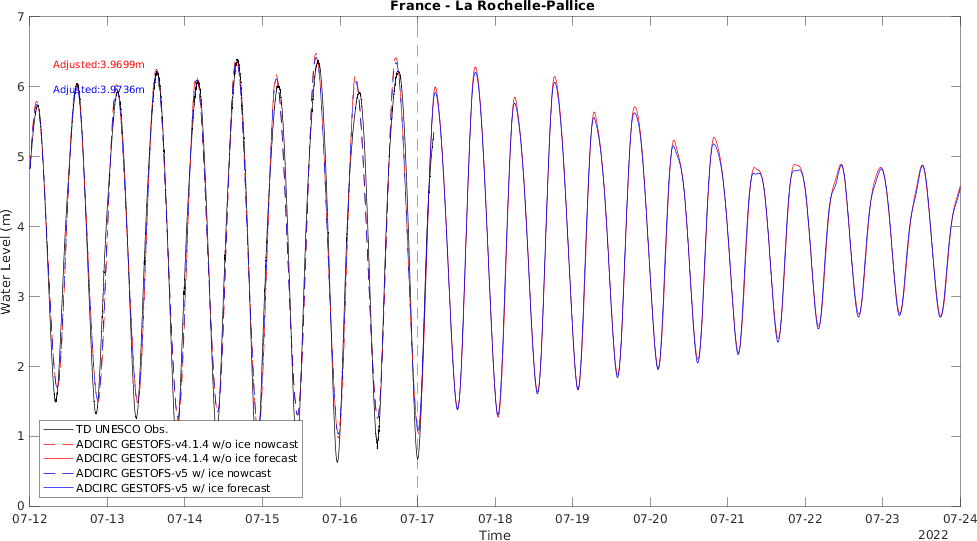 France - La Rochelle-Pallice
7
6
5
4
3
2
1
0
Water Level (m)
Adjusted:3.9699m
Adjusted:3.9736m
TD UNESCO Obs.
ADCIRC GESTOFS-v4.1.4 w/o ice nowcast
ADCIRC GESTOFS-v4.1.4 w/o ice forecast
ADCIRC GESTOFS-v5 w/ ice nowcast
ADCIRC GESTOFS-v5 w/ ice forecast
07-12 07-13 07-14 07-15 07-16 07-17 07-18 07-19 07-20 07-21 07-22 07-23 07-24
Time
2022